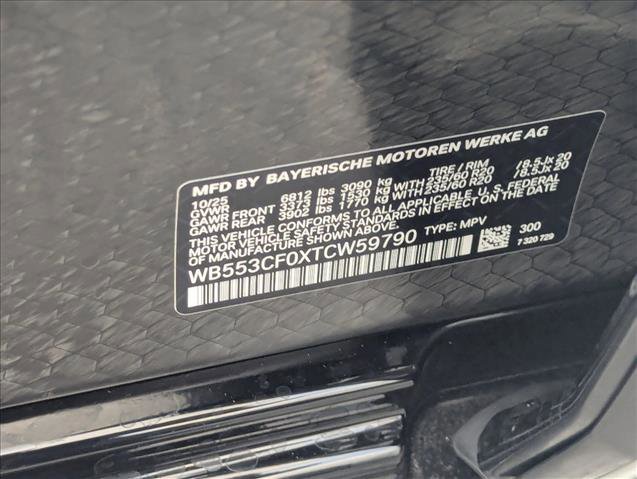 MFD BY BAYERISCHE MOTOREN WERKE AG
10/25 TIRE / RIM
GVWR 6812 lbs 3090 kg
GAWR FRONT 3373 lbs 1530 kg WITH 235/60 R20 /8.5Jx 20
GAWR REAR 3902 lbs 1770 kg WITH 235/60 R20 /8.5Jx 20
THIS VEHICLE CONFORMS TO ALL APPLICABLE U.S. FEDERAL
MOTOR VEHICLE SAFETY STANDARDS IN EFFECT ON THE DATE
OF MANUFACTURE SHOWN ABOVE.
WB553CF0XTCW59790 TYPE: MPV 300
7 320 729